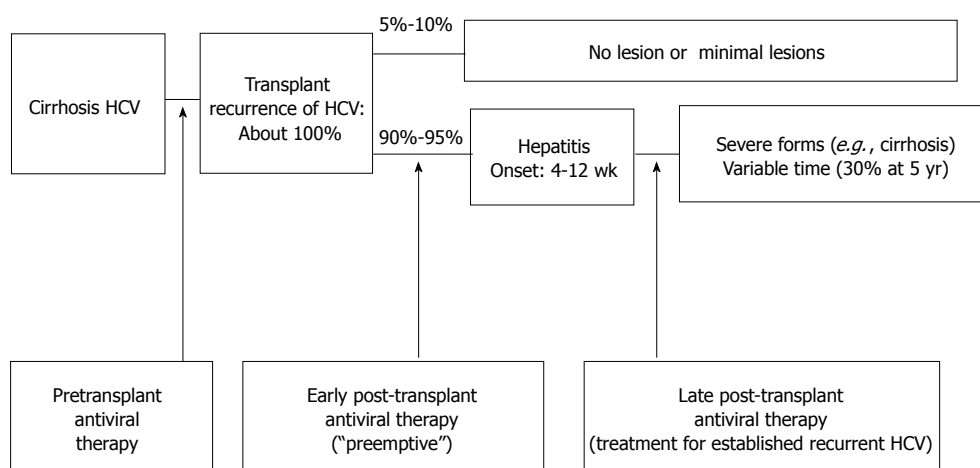 Cirrhosis HCV
Transplant
recurrence of HCV:
About 100%
5%-10%
No lesion or minimal lesions
90%-95%
Hepatitis
Onset: 4-12 wk
Severe forms (e.g., cirrhosis)
Variable time (30% at 5 yr)
Pretransplant
antiviral
therapy
Early post-transplant
antiviral therapy
(“preemptive”)
Late post-transplant
antiviral therapy
(treatment for established recurrent HCV)